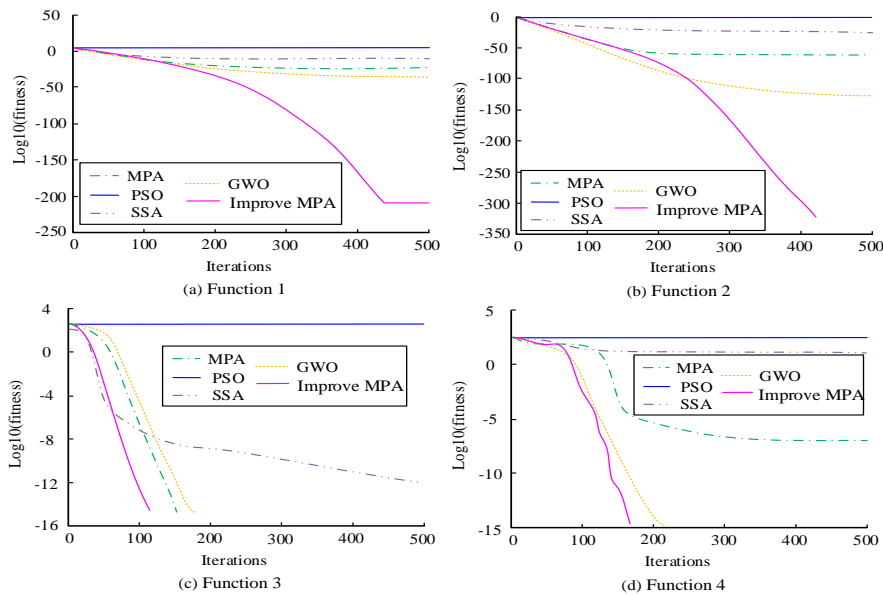 50
0
-50
-100
-150
-200
-250
Log10(fitness)
MPA
PSO
SSA
GWO
Improve MPA
0 100 200 300 400 500
Iterations
(a) Function 1
0
-50
-100
-150
-200
-250
-300
-350
Log10(fitness)
MPA
PSO
SSA
GWO
Improve MPA
0 100 200 300 400 500
Iterations
(b) Function 2
4
0
-4
-8
-12
-16
Log10(fitness)
MPA
PSO
SSA
GWO
Improve MPA
0 100 200 300 400 500
Iterations
(c) Function 3
5
0
-5
-10
-15
Log10(fitness)
MPA
PSO
SSA
GWO
Improve MPA
0 100 200 300 400 500
Iterations
(d) Function 4